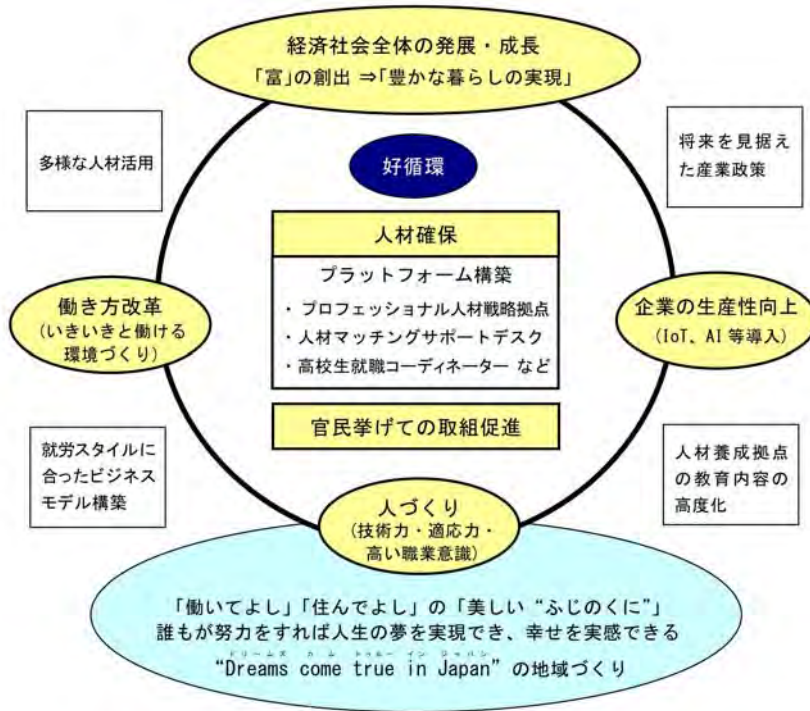 経済社会全体の発展・成長
「富」の創出 ⇒「豊かな暮らしの実現」
多様な人材活用
好循環
将来を見据え
た産業政策
人材確保
プラットフォーム構築
・プロフェッショナル人材戦略拠点
・人材マッチングサポートデスク
・高校生就職コーディネーター など
働き方改革
(いきいきと働ける
環境づくり)
企業の生産性向上
(IoT、AI 等導入)
官民挙げての取組促進
就労スタイルに
合ったビジネス
モデル構築
人材養成拠点
の教育内容の
高度化
人づくり
(技術力・適応力・
高い職業意識)
「働いてよし」「住んでよし」の「美しい “ふじのくに”」
誰もが努力をすれば人生の夢を実現でき、幸せを実感できる
ドリームズ カム トゥルー イン ジャパン
“Dreams come true in Japan” の地域づくり